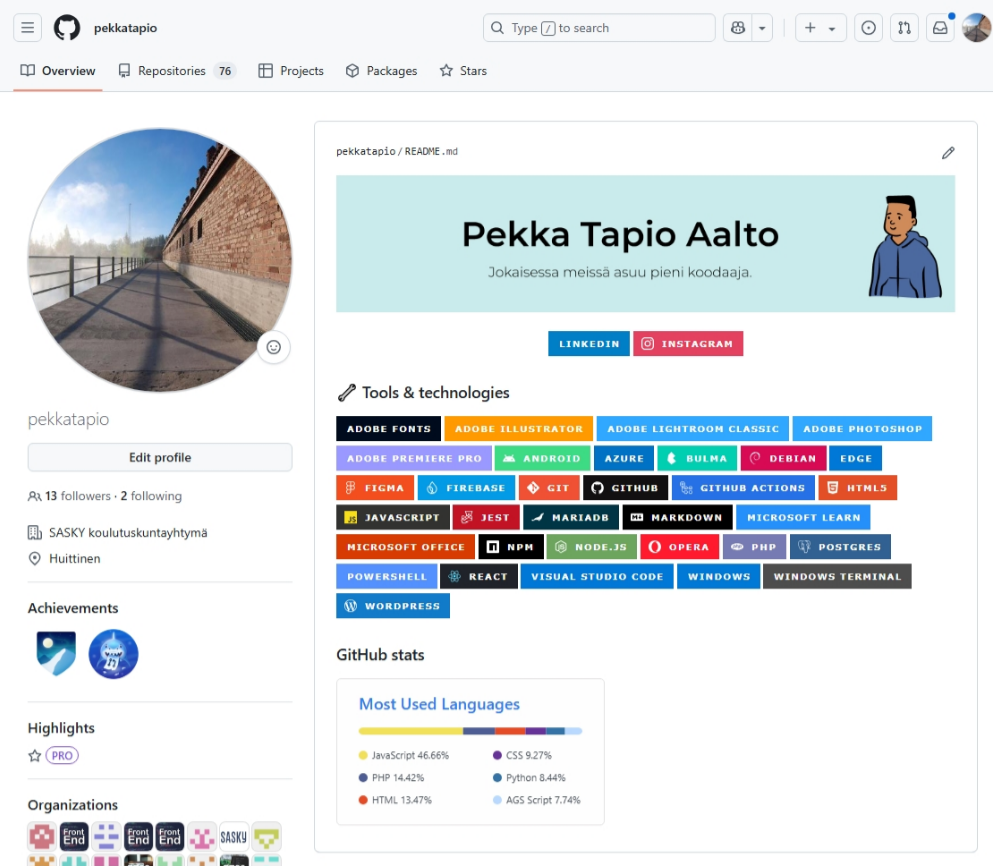 pekkatapio
Type / to search
Overview
Repositories 76
Projects
Packages
Stars
pekkatapio
Edit profile
13 followers · 2 following
SASKY koulutuskuntayhtymä
Huittinen
Achievements
Highlights
PRO
Organizations
Front End
Front End
Front End
SASKY
pekkatapio/README.md
Pekka Tapio Aalto
Jokaisessa meissä asuu pieni koodaaja.
LINKEDIN INSTAGRAM
Tools & technologies
ADOBE FONTS ADOBE ILLUSTRATOR ADOBE LIGHTROOM CLASSIC ADOBE PHOTOSHOP
ADOBE PREMIERE PRO ANDROID AZURE BULMA DEBIAN EDGE
FIGMA FIREBASE GIT GITHUB GITHUB ACTIONS HTML5
JS JAVASCRIPT JEST MARIADB MARKDOWN MICROSOFT LEARN
MICROSOFT OFFICE NPM NODE.JS OPERA PHP POSTGRES
POWERSHELL REACT VISUAL STUDIO CODE WINDOWS WINDOWS TERMINAL
WORDPRESS
GitHub stats
Most Used Languages
JavaScript 46.66% CSS 9.27%
PHP 14.42% Python 8.44%
HTML 13.47% AGS Script 7.74%